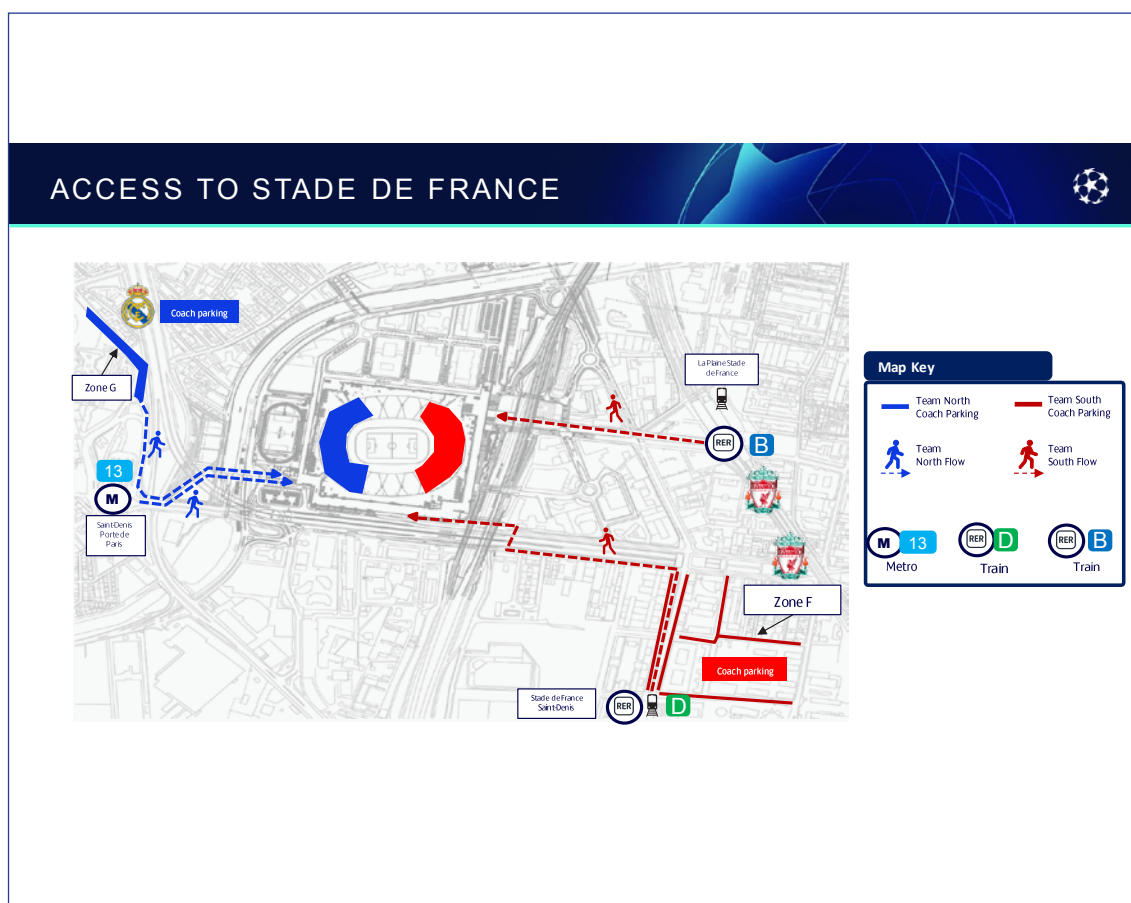 ACCESS TO STADE DE FRANCE
Coach parking
Zone G
13
M
Saint-Denis
Porte de
Paris
La Plaine Stade
de France
RER B
Zone F
Coach parking
Stade de France
Saint-Denis
RER D
Map Key
Team North
Coach Parking
Team South
Coach Parking
Team
North Flow
Team
South Flow
M 13
Metro
RER D
Train
RER B
Train